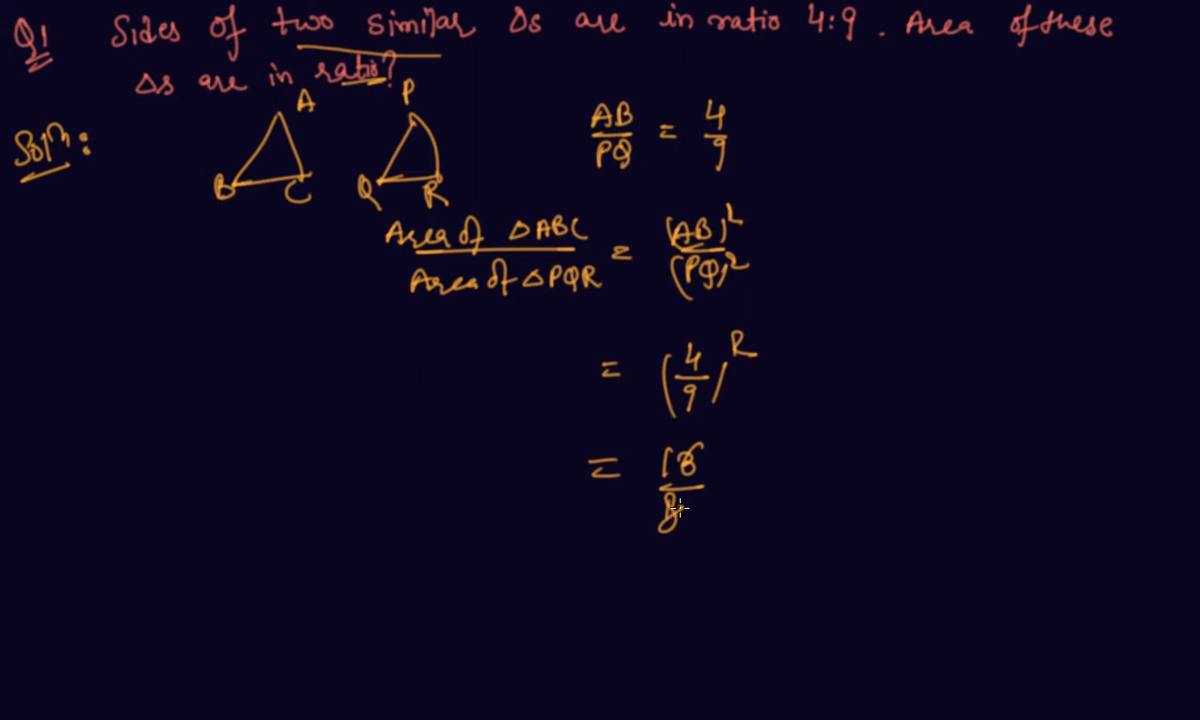 Q1 Sides of two similar Δs are in ratio 4:9 . Area of these
Δs are in ratio?
Solⁿ:
A
B C
P
Q R
AB/PQ = 4/9
Area of ΔABC / Area of ΔPQR = (AB)²/(PQ)²
= (4/9)²
= 16/8